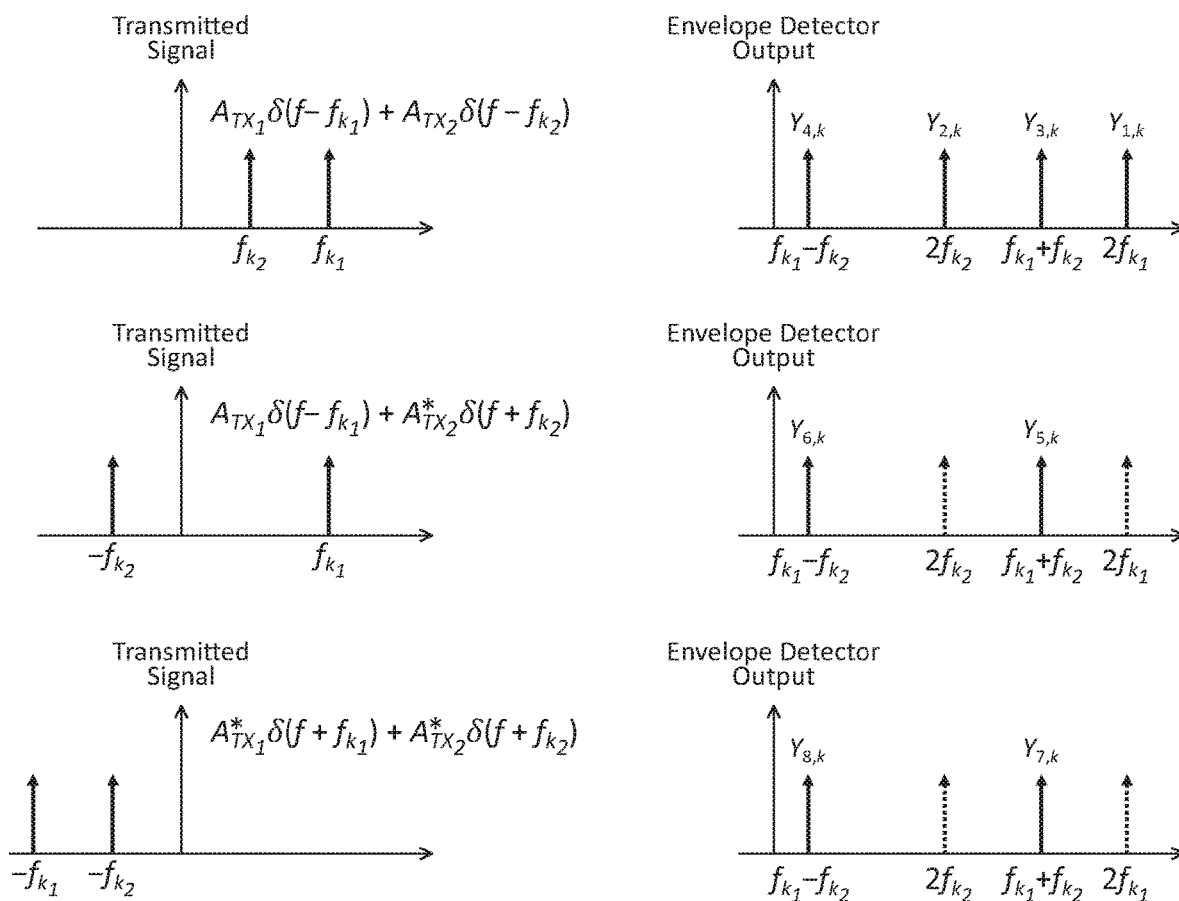 Transmitted
Signal
A_{TX_1}δ(f−f_{k_1}) + A_{TX_2}δ(f−f_{k_2})
f_{k_2} f_{k_1}
Envelope Detector
Output
Y_{4,k} Y_{2,k} Y_{3,k} Y_{1,k}
f_{k_1}−f_{k_2} 2f_{k_2} f_{k_1}+f_{k_2} 2f_{k_1}
Transmitted
Signal
A_{TX_1}δ(f−f_{k_1}) + A^*_{TX_2}δ(f+f_{k_2})
−f_{k_2} f_{k_1}
Envelope Detector
Output
Y_{6,k} Y_{5,k}
f_{k_1}−f_{k_2} 2f_{k_2} f_{k_1}+f_{k_2} 2f_{k_1}
Transmitted
Signal
A^*_{TX_1}δ(f+f_{k_1}) + A^*_{TX_2}δ(f+f_{k_2})
−f_{k_1} −f_{k_2}
Envelope Detector
Output
Y_{8,k} Y_{7,k}
f_{k_1}−f_{k_2} 2f_{k_2} f_{k_1}+f_{k_2} 2f_{k_1}